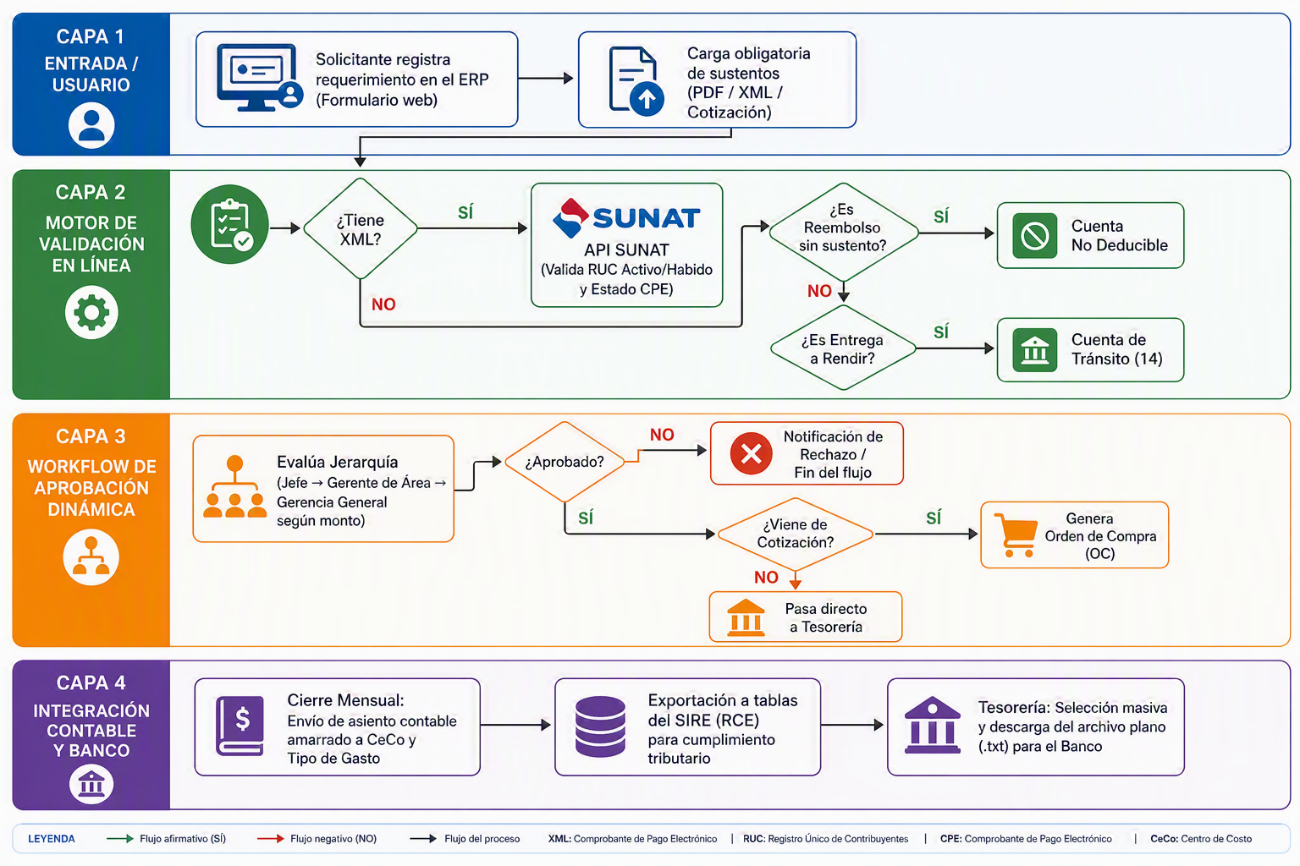 CAPA 1
ENTRADA /
USUARIO
Solicitante registra
requerimiento en el ERP
(Formulario web)
Carga obligatoria
de sustentos
(PDF / XML /
Cotización)
CAPA 2
MOTOR DE
VALIDACIÓN
EN LÍNEA
¿Tiene
XML?
SÍ
NO
SUNAT
API SUNAT
(Valida RUC Activo/Habido
y Estado CPE)
¿Es
Reembolso
sin sustento?
SÍ
Cuenta
No Deducible
NO
¿Es Entrega
a Rendir?
SÍ
Cuenta de
Tránsito (14)
CAPA 3
WORKFLOW DE
APROBACIÓN
DINÁMICA
Evalúa Jerarquía
(Jefe → Gerente de Área →
Gerencia General
según monto)
¿Aprobado?
NO
Notificación de
Rechazo /
Fin del flujo
SÍ
¿Viene de
Cotización?
SÍ
Genera
Orden de Compra
(OC)
NO
Pasa directo
a Tesorería
CAPA 4
INTEGRACIÓN
CONTABLE
Y BANCO
$
Cierre Mensual:
Envío de asiento contable
amarrado a CeCo y
Tipo de Gasto
Exportación a tablas
del SIRE (RCE)
para cumplimiento
tributario
Tesorería: Selección masiva
y descarga del archivo plano
(.txt) para el Banco
LEYENDA
Flujo afirmativo (SÍ)
Flujo negativo (NO)
Flujo del proceso
XML: Comprobante de Pago Electrónico
| RUC: Registro Único de Contribuyentes
| CPE: Comprobante de Pago Electrónico
| CeCo: Centro de Costo